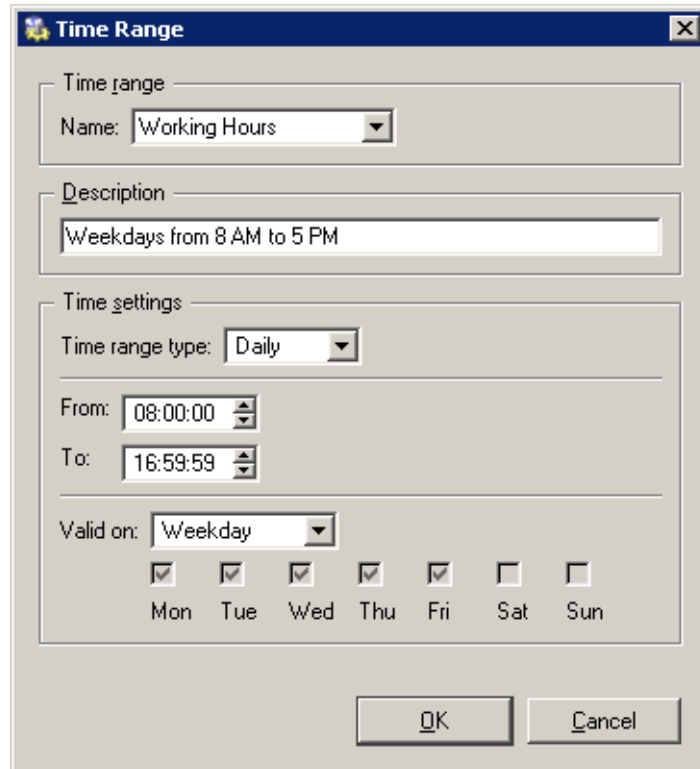 Time Range
Time range
Name: Working Hours
Description
Weekdays from 8 AM to 5 PM
Time settings
Time range type: Daily
From: 08:00:00
To: 16:59:59
Valid on: Weekday
Mon Tue Wed Thu Fri Sat Sun
OK Cancel